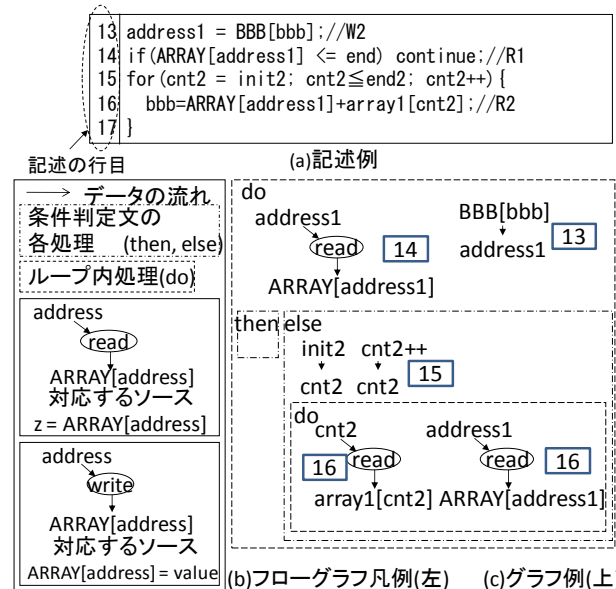 13 address1 = BBB[bbb];//W2
14 if(ARRAY[address1] <= end) continue;//R1
15 for(cnt2 = init2; cnt2≦end2; cnt2++){
16 bbb=ARRAY[address1]+array1[cnt2];//R2
17 }
記述の行目
(a)記述例
データの流れ
条件判定文の
各処理 (then, else)
ループ内処理(do)
address
read
ARRAY[address]
対応するソース
z = ARRAY[address]
address
write
ARRAY[address]
対応するソース
ARRAY[address] = value
do
address1
read
14
ARRAY[address1]
BBB[bbb]
13
address1
then else
init2 cnt2++
15
cnt2 cnt2
do
cnt2
16
read
array1[cnt2]
address1
read
16
ARRAY[address1]
(b)フローグラフ凡例(左) (c)グラフ例(上